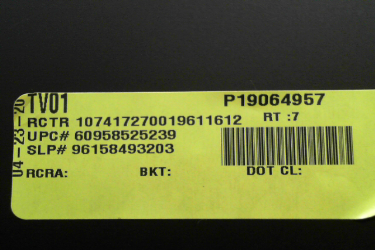 04-23-20
TV01 P19064957
RCTR 107417270019611612 RT :7
UPC# 60958525239
SLP# 96158493203
RCRA: BKT: DOT CL: